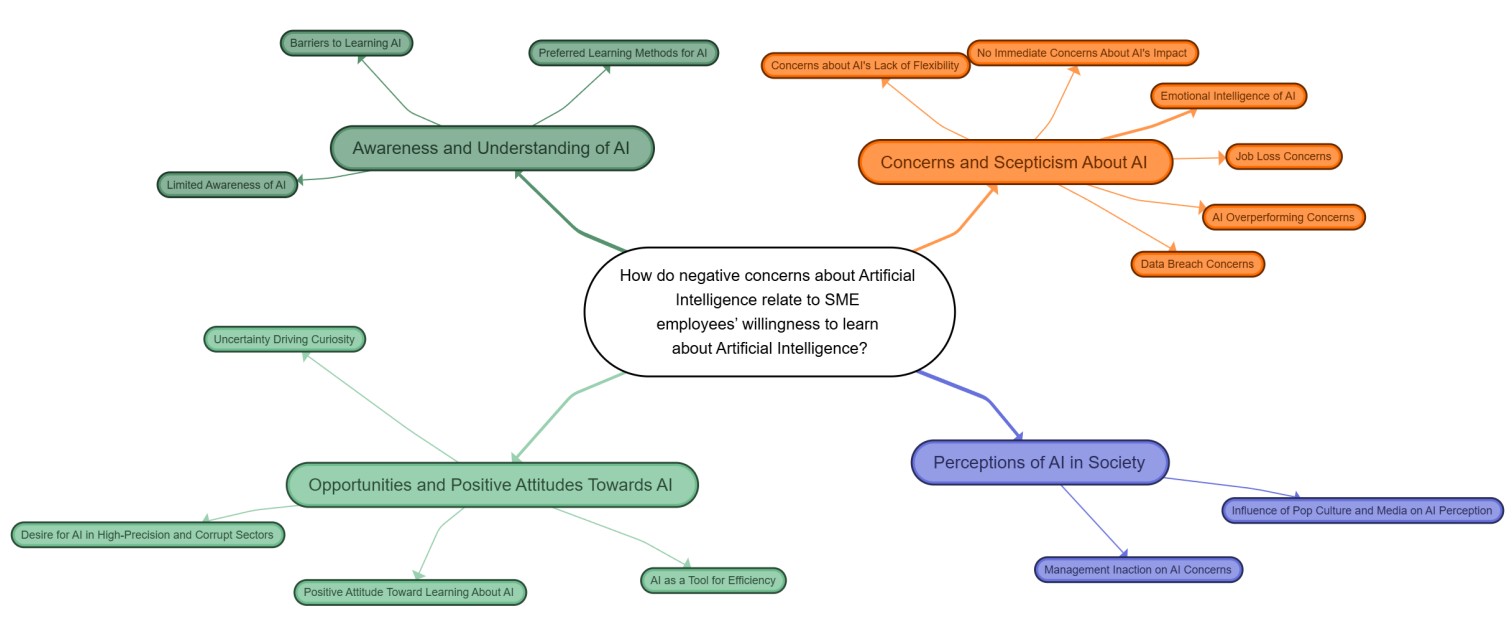 Barriers to Learning AI
Preferred Learning Methods for AI
Awareness and Understanding of AI
Limited Awareness of AI
Concerns about AI's Lack of Flexibility
No Immediate Concerns About AI's Impact
Emotional Intelligence of AI
Concerns and Scepticism About AI
Job Loss Concerns
AI Overperforming Concerns
Data Breach Concerns
How do negative concerns about Artificial
Intelligence relate to SME
employees’ willingness to learn
about Artificial Intelligence?
Uncertainty Driving Curiosity
Opportunities and Positive Attitudes Towards AI
Desire for AI in High-Precision and Corrupt Sectors
Positive Attitude Toward Learning About AI
AI as a Tool for Efficiency
Perceptions of AI in Society
Influence of Pop Culture and Media on AI Perception
Management Inaction on AI Concerns